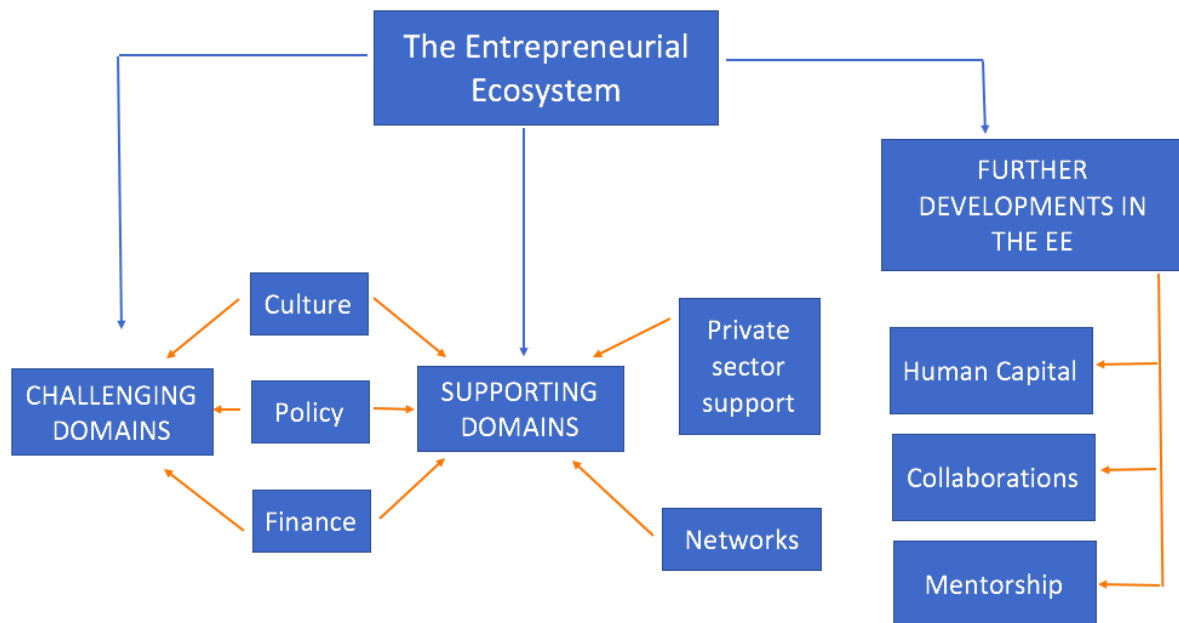 The Entrepreneurial
Ecosystem
FURTHER
DEVELOPMENTS IN
THE EE
Culture
Private
sector
support
CHALLENGING
DOMAINS
Policy
SUPPORTING
DOMAINS
Human Capital
Finance
Networks
Collaborations
Mentorship